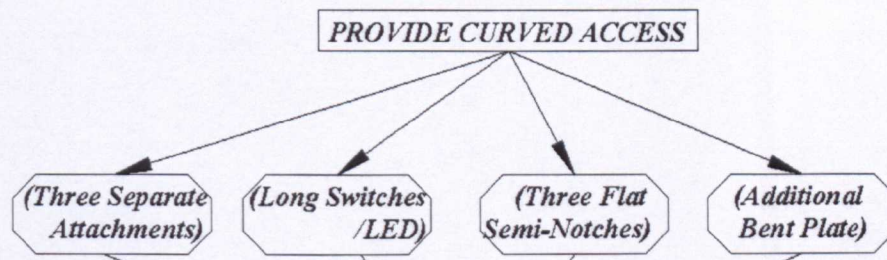 PROVIDE CURVED ACCESS
(Three Separate
Attachments)
(Long Switches
/LED)
(Three Flat
Semi-Notches)
(Additional
Bent Plate)